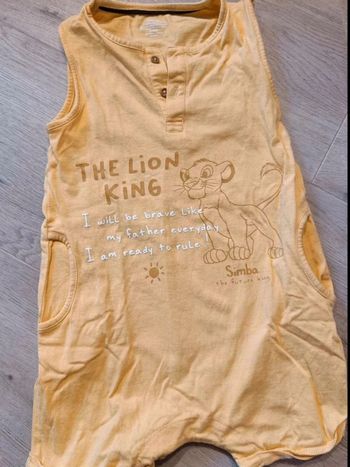 THE LION
KING
I will be brave like
my father everyday
I am ready to rule
Simba
the future king